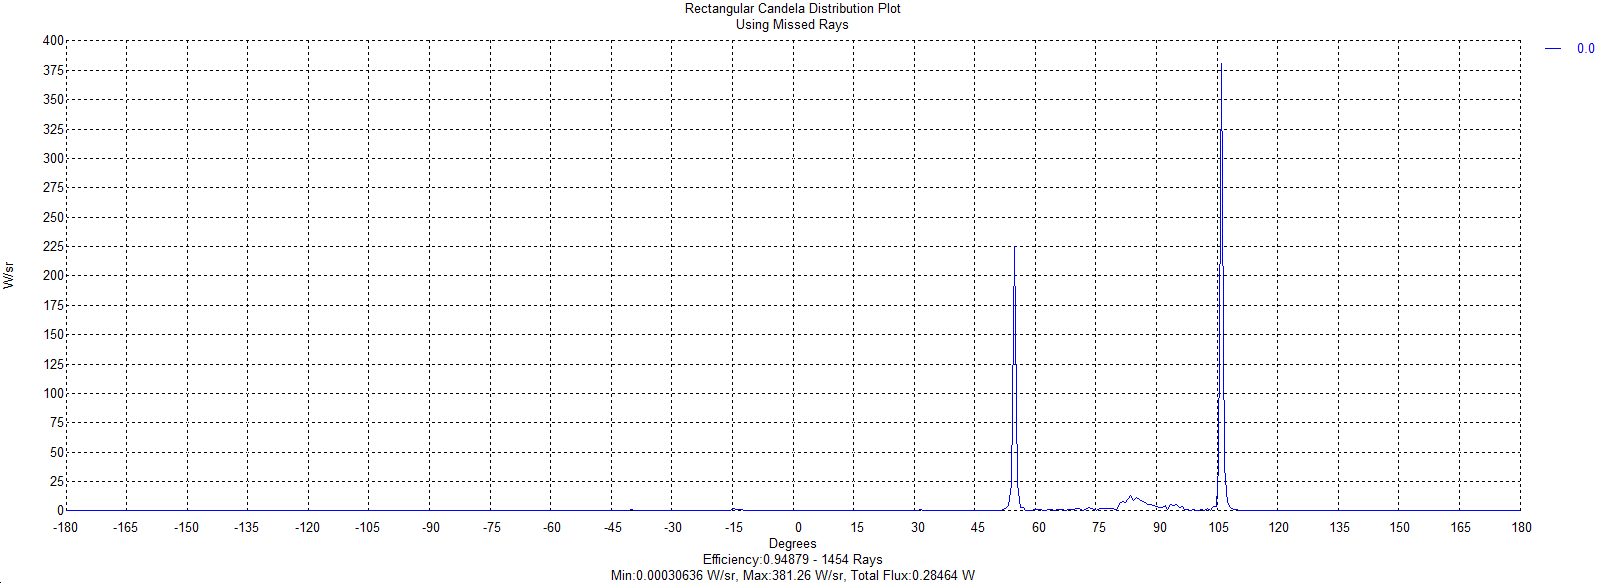 Rectangular Candela Distribution Plot
Using Missed Rays
0.0
400
375
350
325
300
275
250
225
200
175
150
125
100
75
50
25
0
W/sr
-180 -165 -150 -135 -120 -105 -90 -75 -60 -45 -30 -15 0 15 30 45 60 75 90 105 120 135 150 165 180
Degrees
Efficiency:0.94879 - 1454 Rays
Min:0.00030636 W/sr, Max:381.26 W/sr, Total Flux:0.28464 W